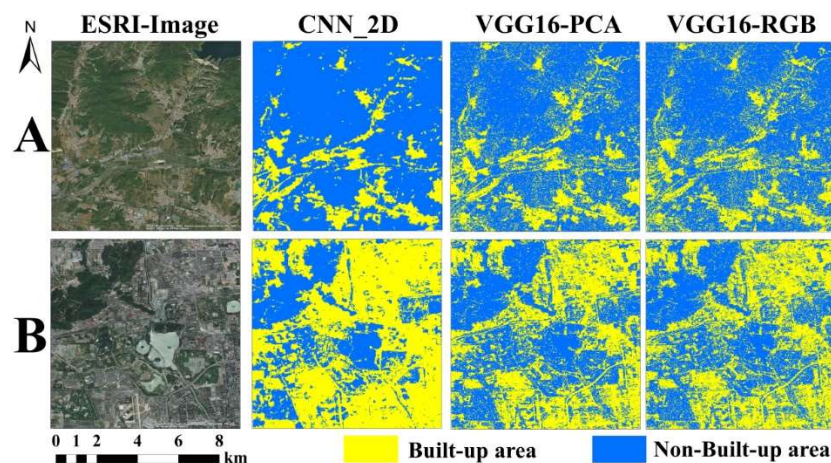 N
ESRI-Image CNN_2D VGG16-PCA VGG16-RGB
A
B
0 1 2 4 6 8
km
Built-up area Non-Built-up area